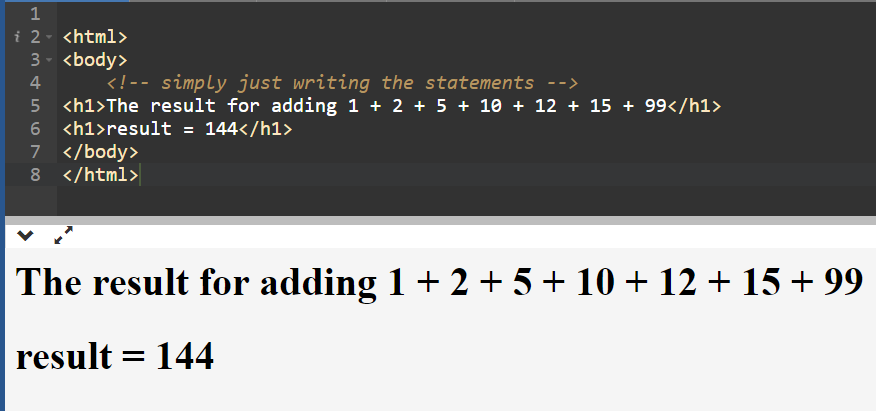 1
i 2 <html>
3 <body>
4 <!-- simply just writing the statements -->
5 <h1>The result for adding 1 + 2 + 5 + 10 + 12 + 15 + 99</h1>
6 <h1>result = 144</h1>
7 </body>
8 </html>
The result for adding 1 + 2 + 5 + 10 + 12 + 15 + 99
result = 144